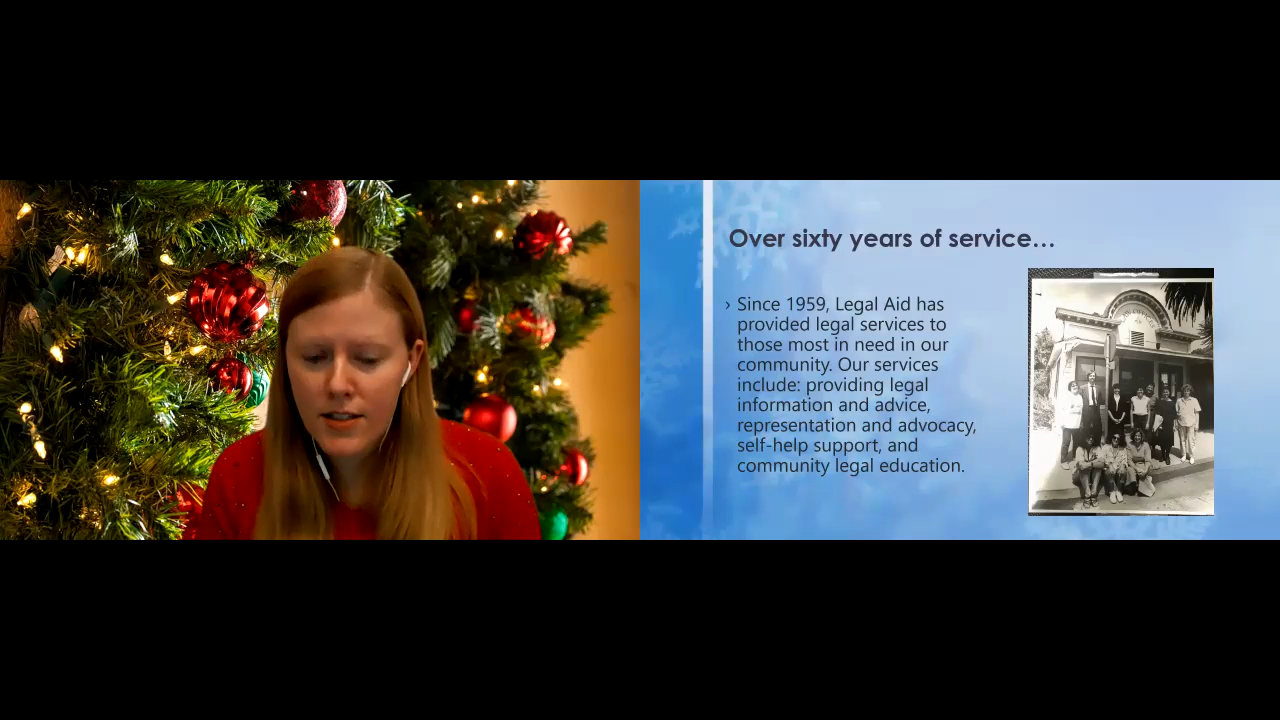 Over sixty years of service…
› Since 1959, Legal Aid has
provided legal services to
those most in need in our
community. Our services
include: providing legal
information and advice,
representation and advocacy,
self-help support, and
community legal education.